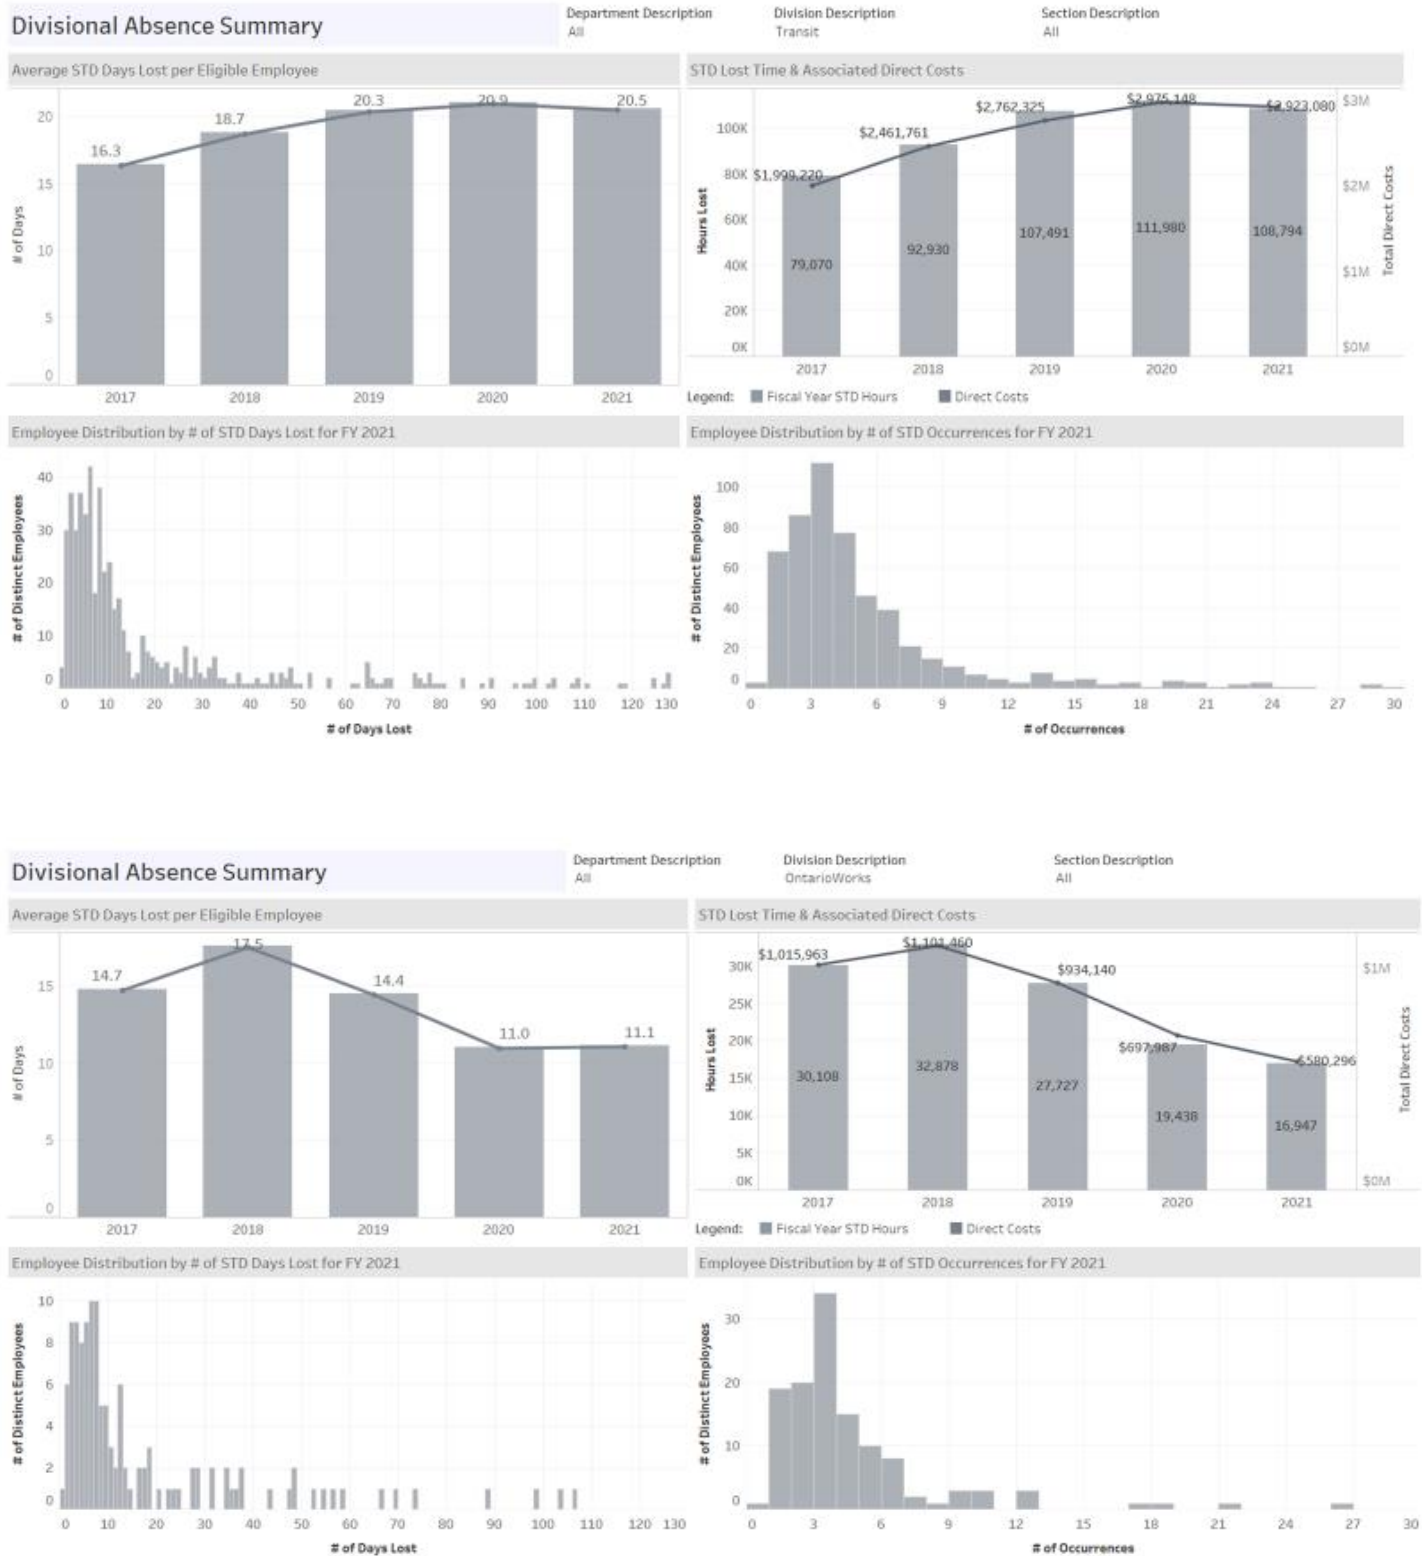 Divisional Absence Summary
Department Description
All
Division Description
Transit
Section Description
All
Average STD Days Lost per Eligible Employee
20
15
10
5
0
# of Days
16.3
18.7
20.3
20.9
20.5
2017 2018 2019 2020 2021
STD Lost Time & Associated Direct Costs
100K
80K
60K
40K
20K
0K
Hours Lost
$1,999,220
$2,461,761
$2,762,325
$2,975,148
$2,923,080
79,070
92,930
107,491
111,980
108,794
$3M
$2M
$1M
$0M
Total Direct Costs
2017 2018 2019 2020 2021
Legend: Fiscal Year STD Hours Direct Costs
Employee Distribution by # of STD Days Lost for FY 2021
40
30
20
10
0
# of Distinct Employees
0 10 20 30 40 50 60 70 80 90 100 110 120 130
# of Days Lost
Employee Distribution by # of STD Occurrences for FY 2021
100
80
60
40
20
0
# of Distinct Employees
0 3 6 9 12 15 18 21 24 27 30
# of Occurrences
Divisional Absence Summary
Department Description
All
Division Description
OntarioWorks
Section Description
All
Average STD Days Lost per Eligible Employee
15
10
5
0
# of Days
14.7
17.5
14.4
11.0
11.1
2017 2018 2019 2020 2021
STD Lost Time & Associated Direct Costs
30K
25K
20K
15K
10K
5K
0K
Hours Lost
$1,015,963
$1,101,460
$934,140
$697,987
$580,296
30,108
32,878
27,727
19,438
16,947
$1M
$0M
Total Direct Costs
2017 2018 2019 2020 2021
Legend: Fiscal Year STD Hours Direct Costs
Employee Distribution by # of STD Days Lost for FY 2021
10
8
6
4
2
0
# of Distinct Employees
0 10 20 30 40 50 60 70 80 90 100 110 120 130
# of Days Lost
Employee Distribution by # of STD Occurrences for FY 2021
30
20
10
0
# of Distinct Employees
0 3 6 9 12 15 18 21 24 27 30
# of Occurrences